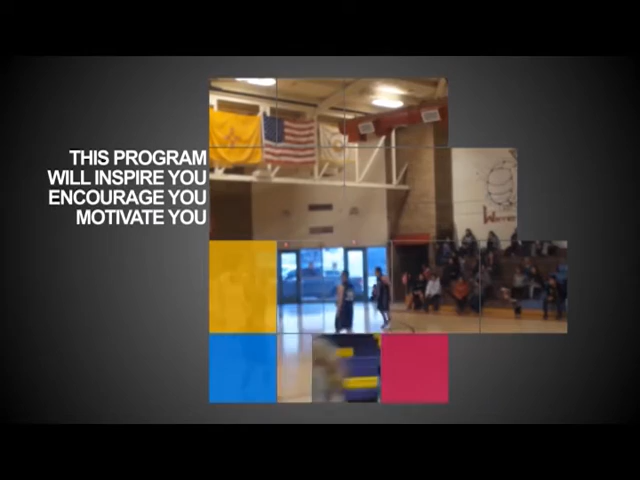 THIS PROGRAM
WILL INSPIRE YOU
ENCOURAGE YOU
MOTIVATE YOU